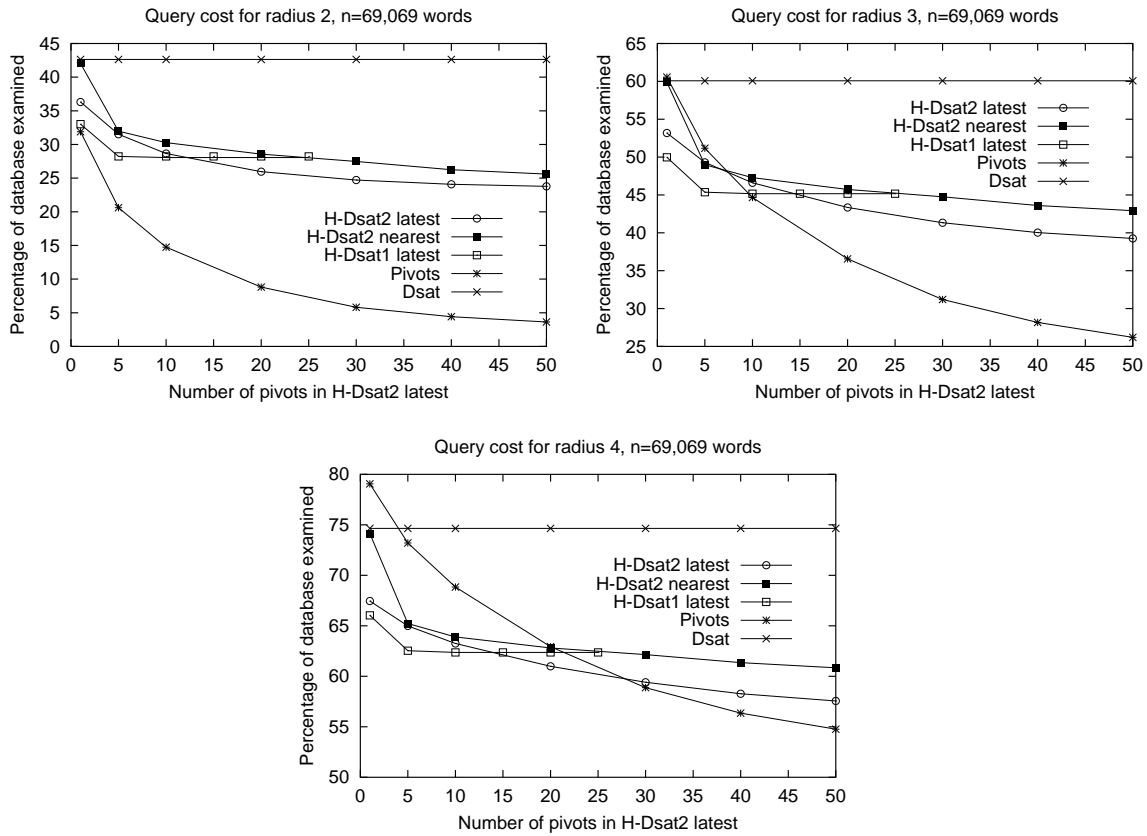 Query cost for radius 2, n=69,069 words
Percentage of database examined
45
40
35
30
25
20
15
10
5
0
H-Dsat2 latest
H-Dsat2 nearest
H-Dsat1 latest
Pivots
Dsat
0 5 10 15 20 25 30 35 40 45 50
Number of pivots in H-Dsat2 latest
Query cost for radius 3, n=69,069 words
Percentage of database examined
65
60
55
50
45
40
35
30
25
H-Dsat2 latest
H-Dsat2 nearest
H-Dsat1 latest
Pivots
Dsat
0 5 10 15 20 25 30 35 40 45 50
Number of pivots in H-Dsat2 latest
Query cost for radius 4, n=69,069 words
Percentage of database examined
80
75
70
65
60
55
50
H-Dsat2 latest
H-Dsat2 nearest
H-Dsat1 latest
Pivots
Dsat
0 5 10 15 20 25 30 35 40 45 50
Number of pivots in H-Dsat2 latest